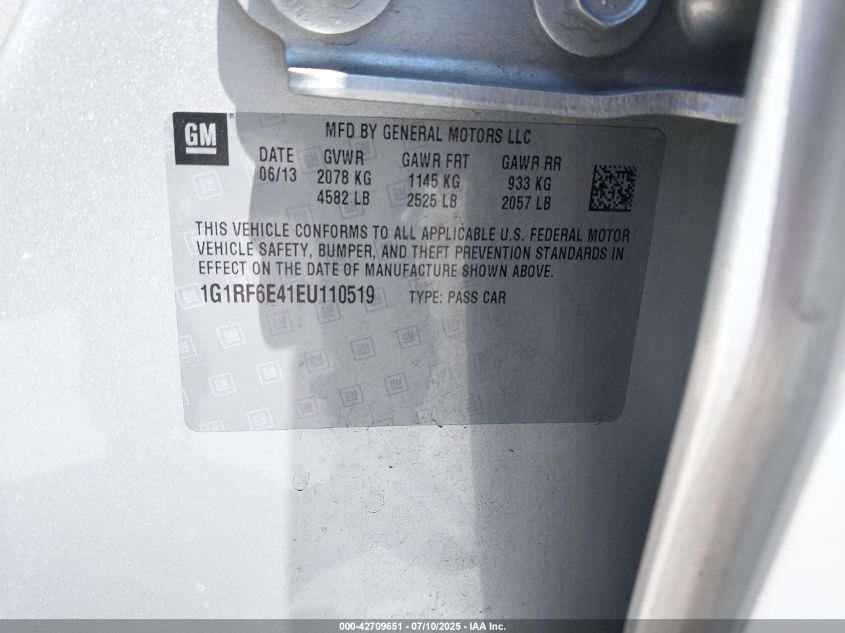 GM
MFD BY GENERAL MOTORS LLC
DATE GVWR GAWR FRT GAWR RR
06/13 2078 KG 1145 KG 933 KG
4582 LB 2525 LB 2057 LB
THIS VEHICLE CONFORMS TO ALL APPLICABLE U.S. FEDERAL MOTOR
VEHICLE SAFETY, BUMPER, AND THEFT PREVENTION STANDARDS IN
EFFECT ON THE DATE OF MANUFACTURE SHOWN ABOVE.
1G1RF6E41EU110519 TYPE: PASS CAR
000-42709651 - 07/10/2025 - IAA Inc.